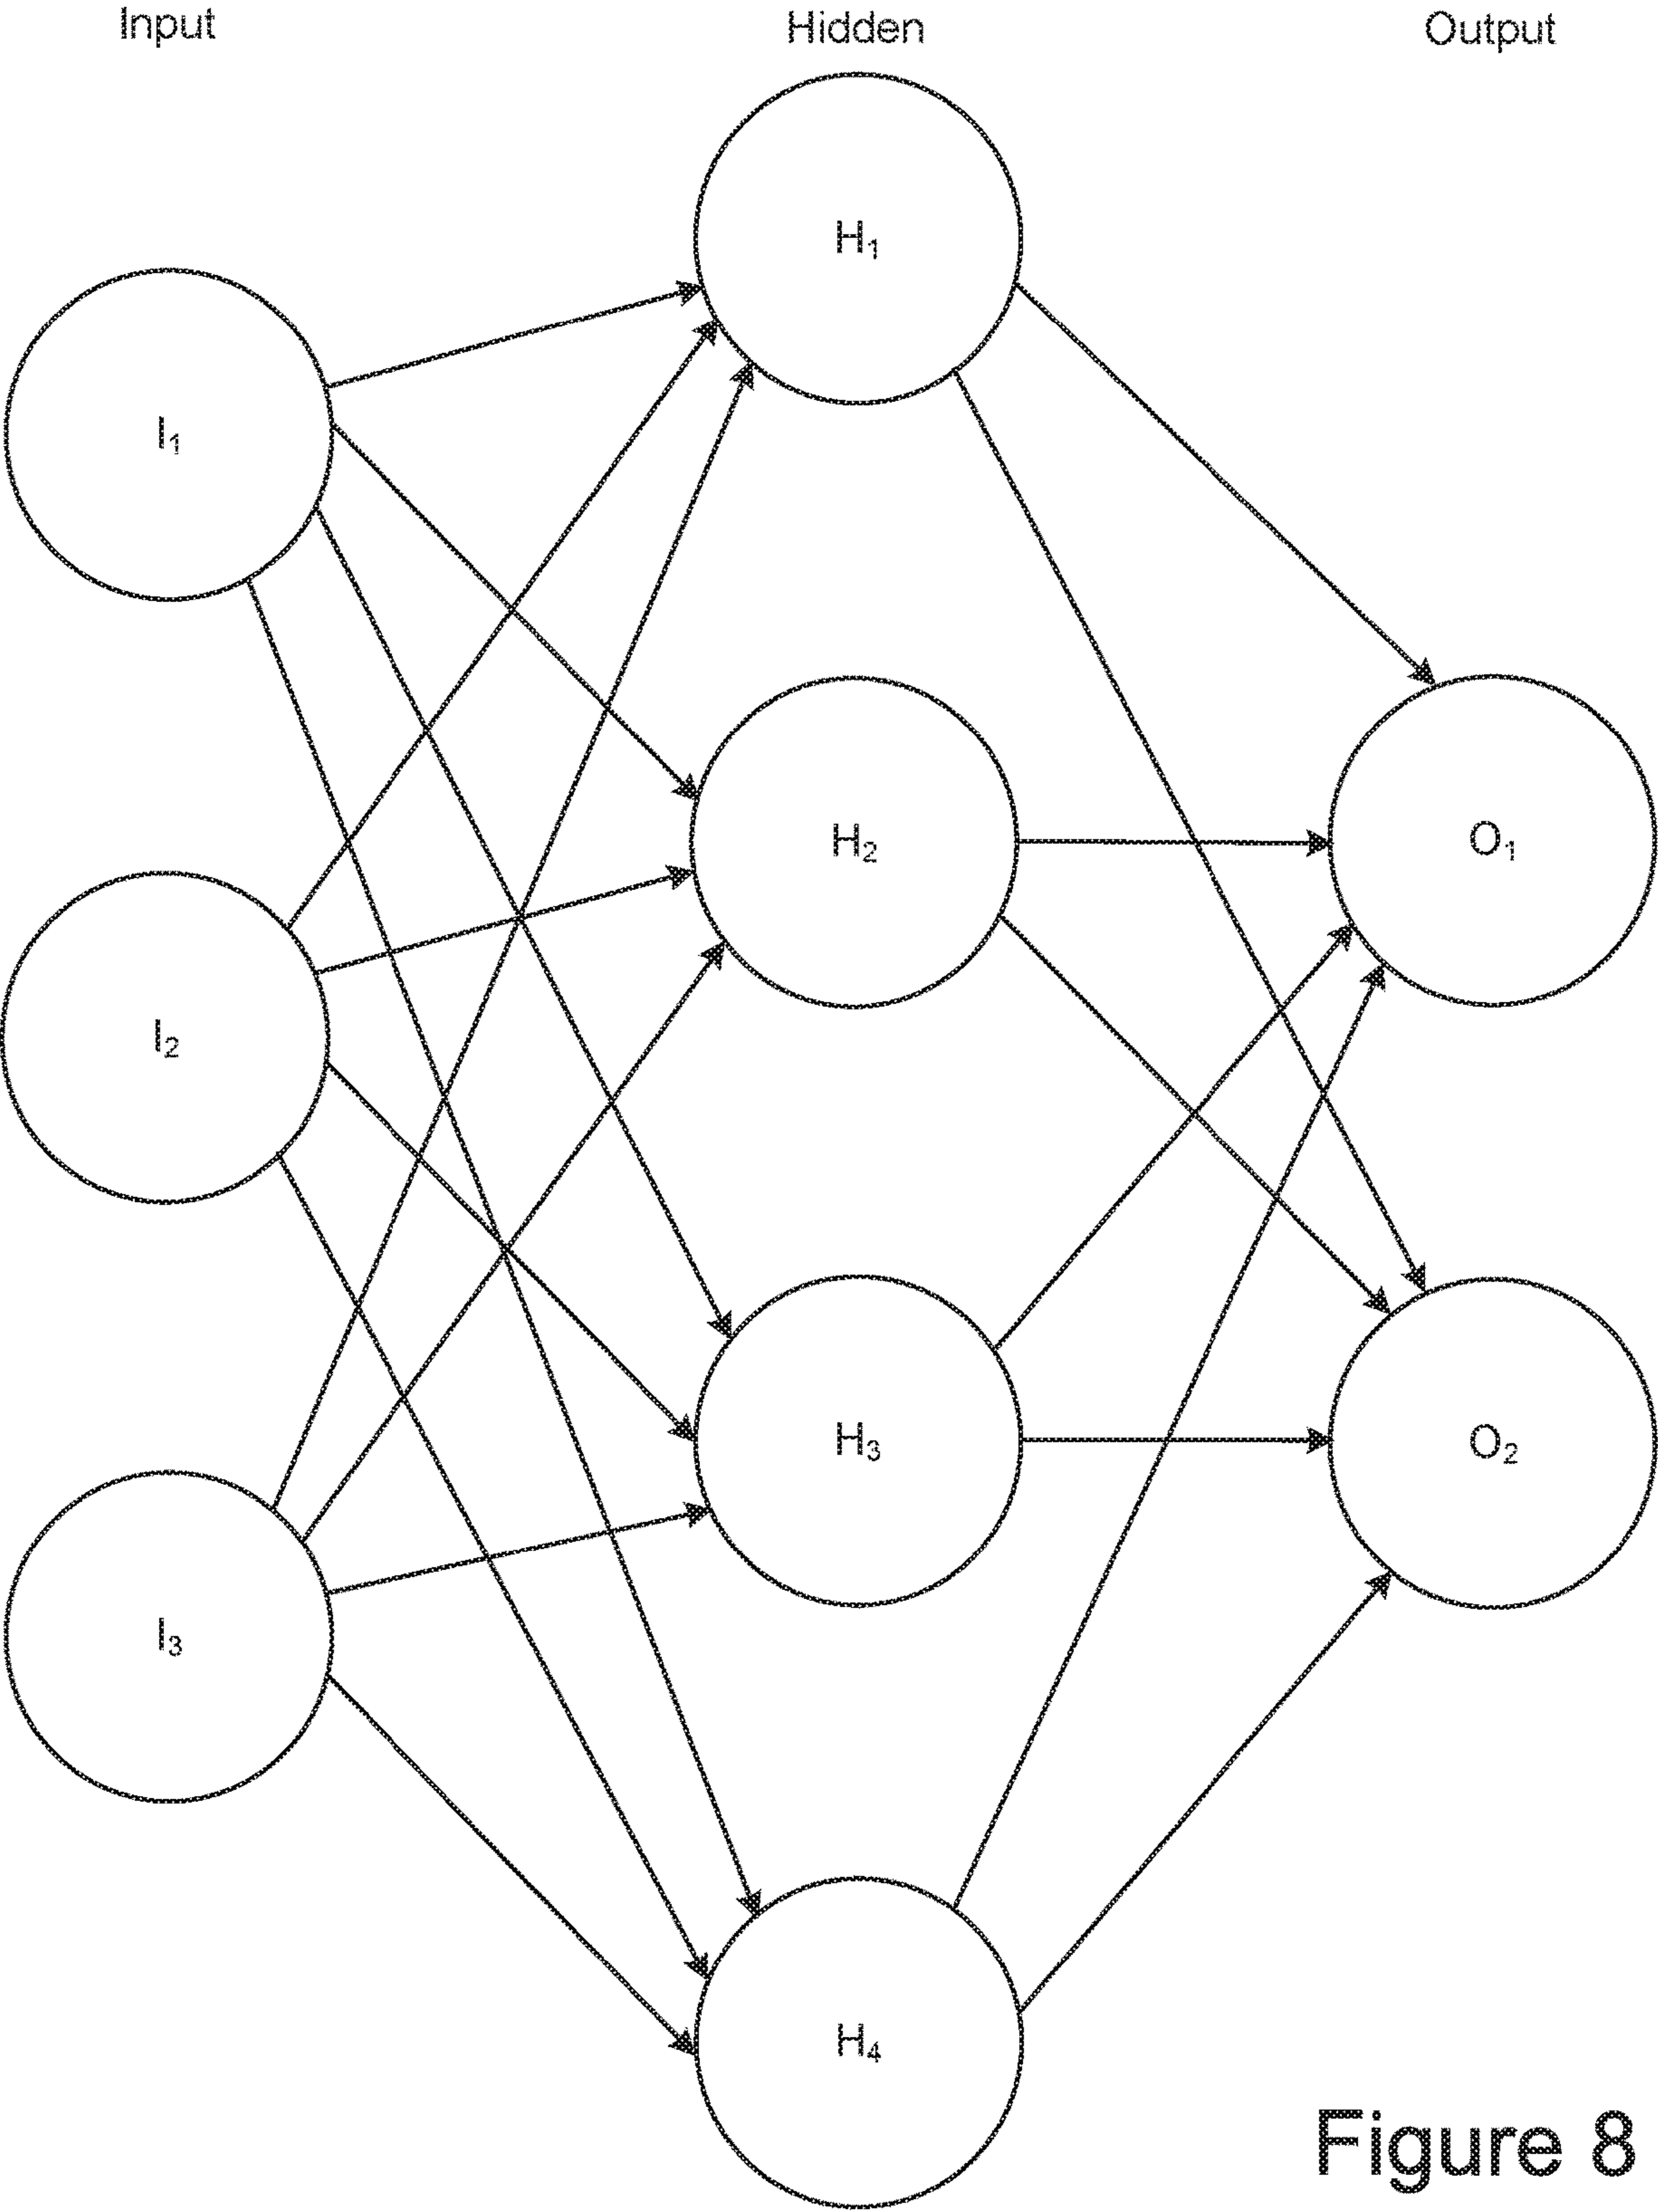 Input Hidden Output
H₁
I₁
H₂ O₁
I₂
H₃ O₂
I₃
H₄
Figure 8